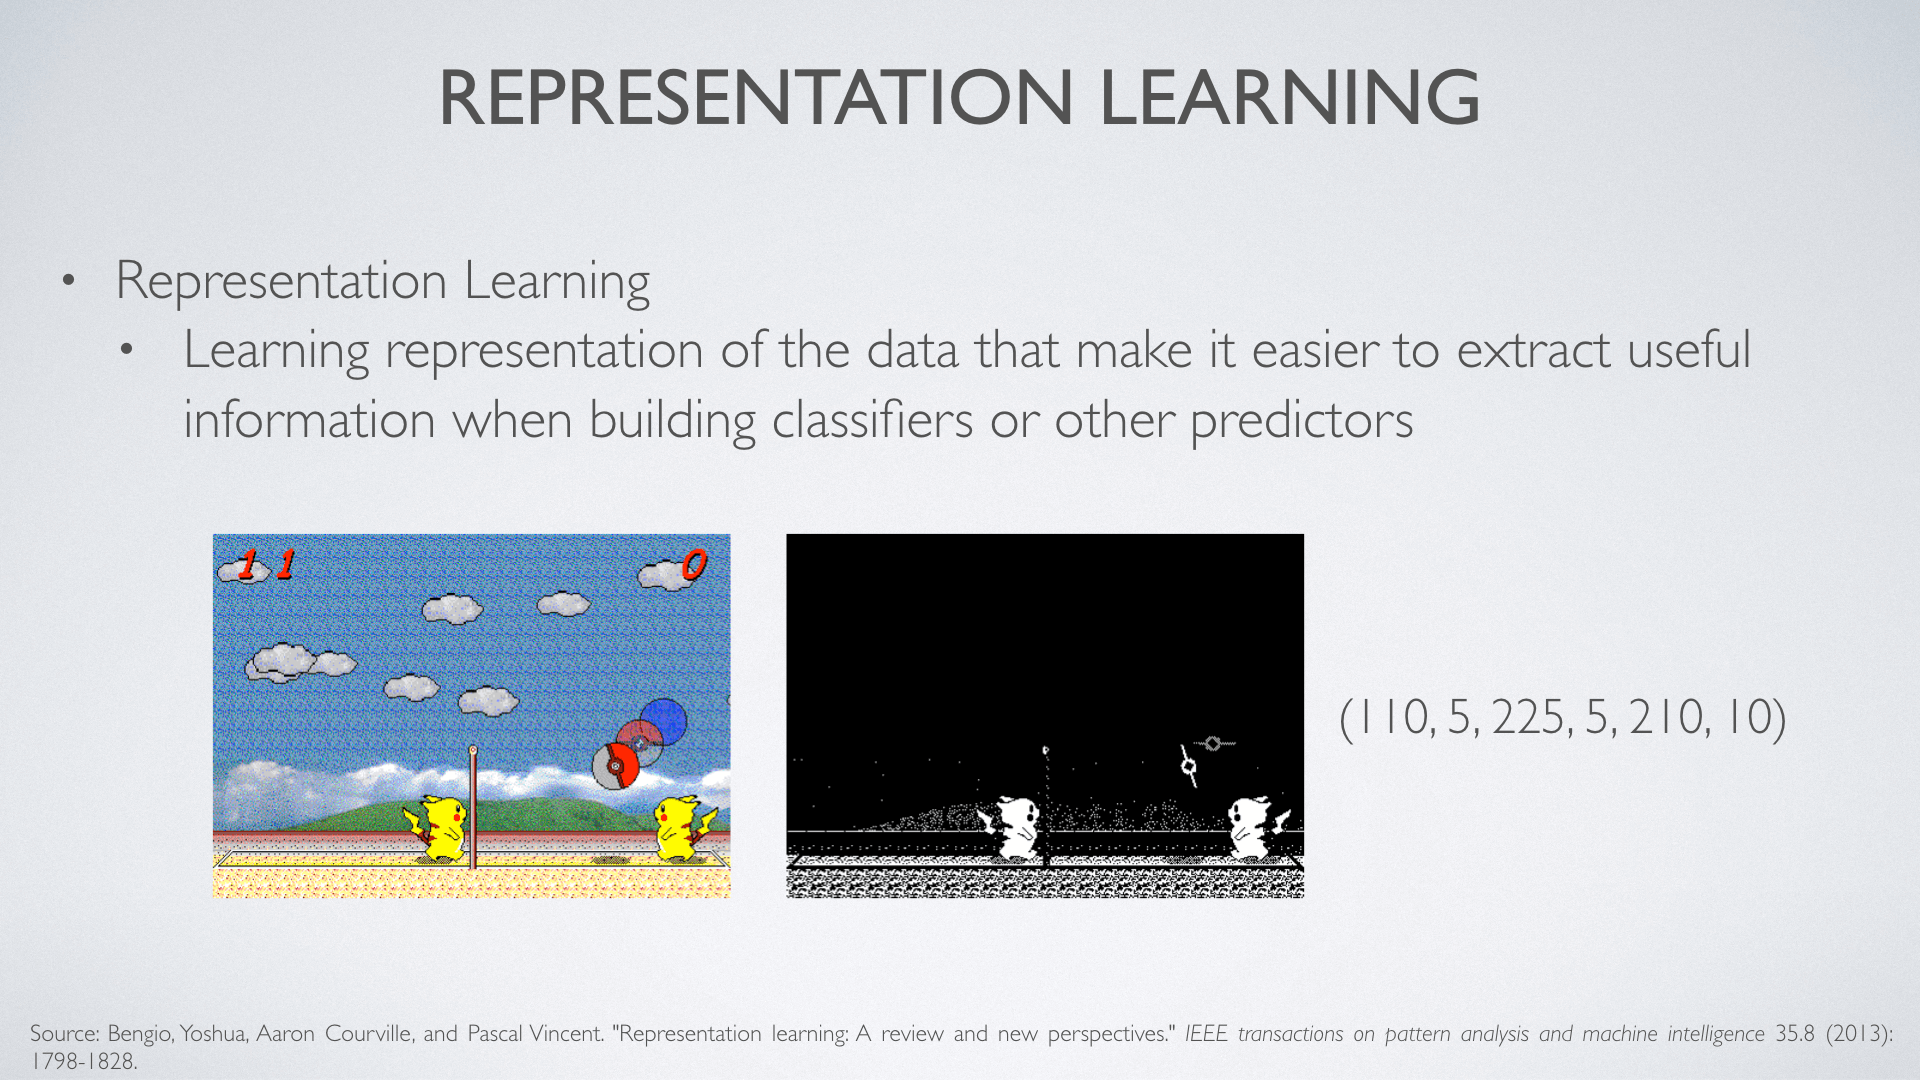 REPRESENTATION LEARNING
• Representation Learning
• Learning representation of the data that make it easier to extract useful
information when building classifiers or other predictors
1 1 0
(110, 5, 225, 5, 210, 10)
Source: Bengio, Yoshua, Aaron Courville, and Pascal Vincent. "Representation learning: A review and new perspectives." IEEE transactions on pattern analysis and machine intelligence 35.8 (2013):
1798-1828.